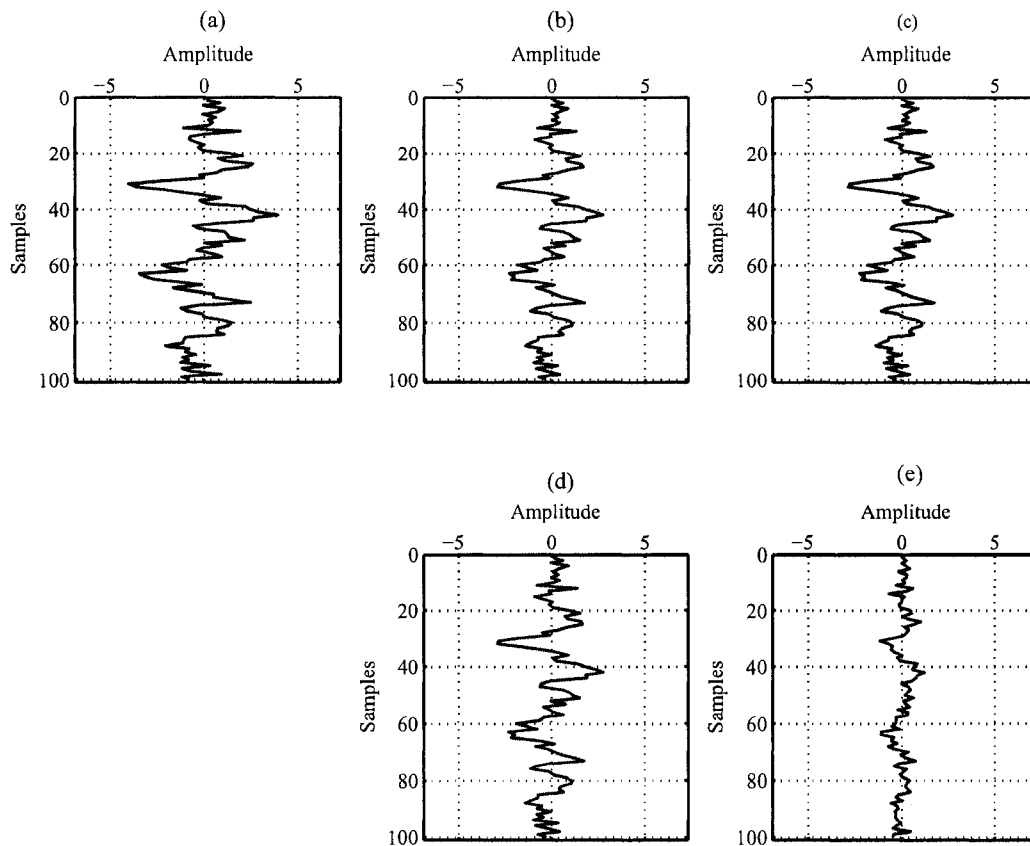 (a) (b) (c)
Amplitude Amplitude Amplitude
−5 0 5 −5 0 5 −5 0 5
0 0 0
20 20 20
40 40 40
Samples Samples Samples
60 60 60
80 80 80
100 100 100
(d) (e)
Amplitude Amplitude
−5 0 5 −5 0 5
0 0
20 20
40 40
Samples Samples
60 60
80 80
100 100